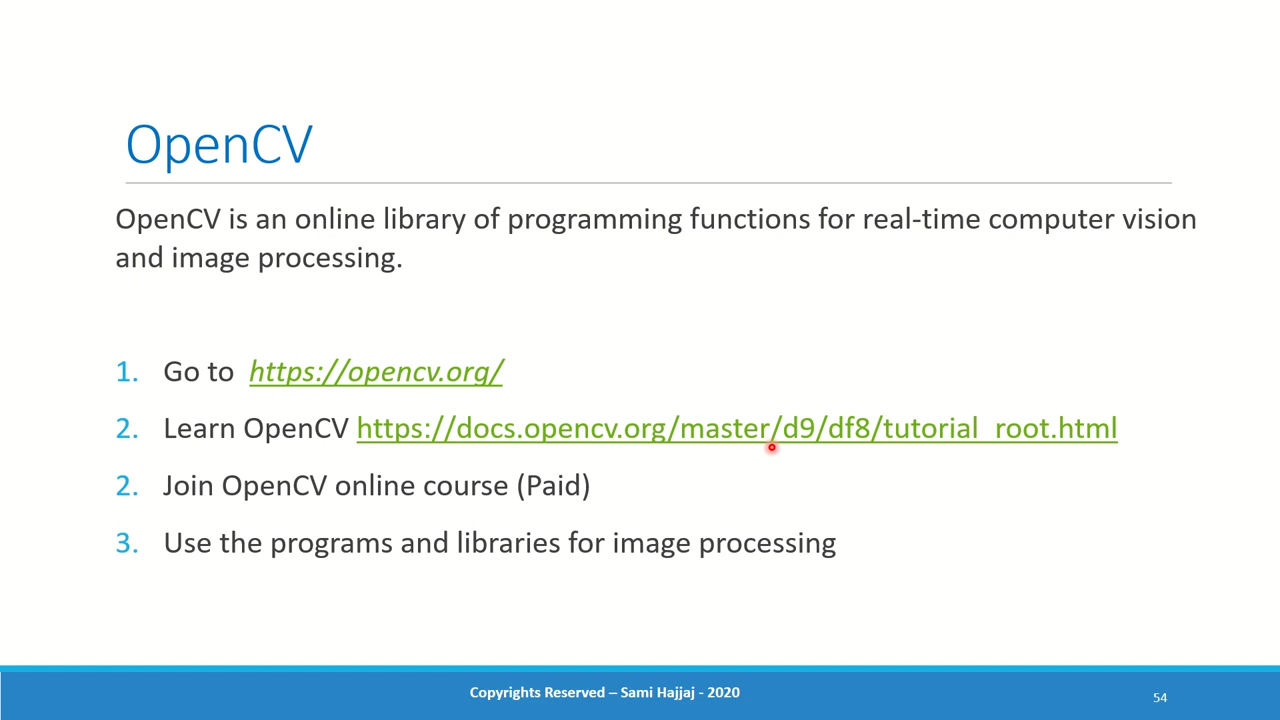 OpenCV
OpenCV is an online library of programming functions for real-time computer vision
and image processing.
1. Go to https://opencv.org/
2. Learn OpenCV https://docs.opencv.org/master/d9/df8/tutorial_root.html
2. Join OpenCV online course (Paid)
3. Use the programs and libraries for image processing
Copyrights Reserved – Sami Hajjaj - 2020
54